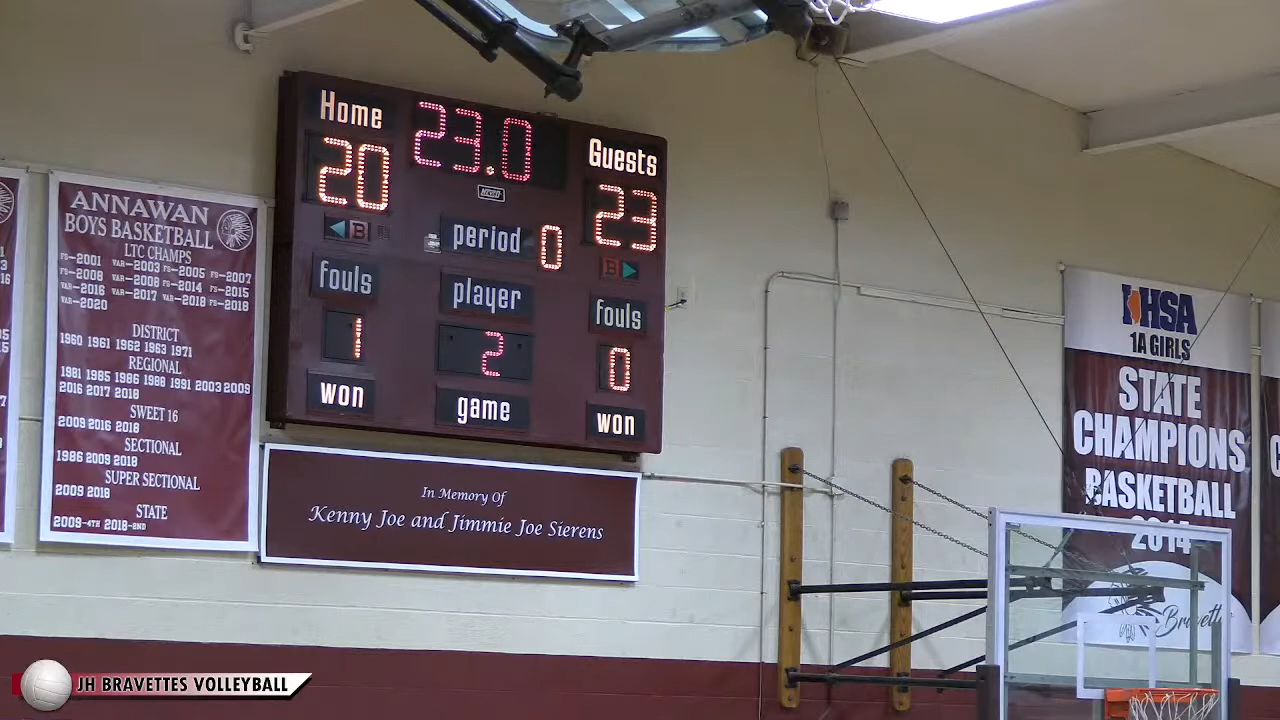 Home 23.0 Guests
20 23
B period 0 B
fouls player fouls
1 2 0
won game won
ANNAWAN
BOYS BASKETBALL
LTC CHAMPS
FS-2001 VAR-2003 FS-2005 FS-2007
FS-2008 VAR-2008 FS-2014 FS-2015
VAR-2016 VAR-2017 VAR-2018 FS-2018
VAR-2020
DISTRICT
1960 1961 1962 1963 1971
REGIONAL
1981 1985 1986 1988 1991 2003 2009
2016 2017 2018
SWEET 16
2009 2016 2018
SECTIONAL
1986 2009 2018
SUPER SECTIONAL
2009 2018
STATE
2009-4TH 2018-2ND
In Memory Of
Kenny Joe and Jimmie Joe Sierens
IHSA
1A GIRLS
STATE
CHAMPIONS
BASKETBALL
2014
Bravettes
JH BRAVETTES VOLLEYBALL